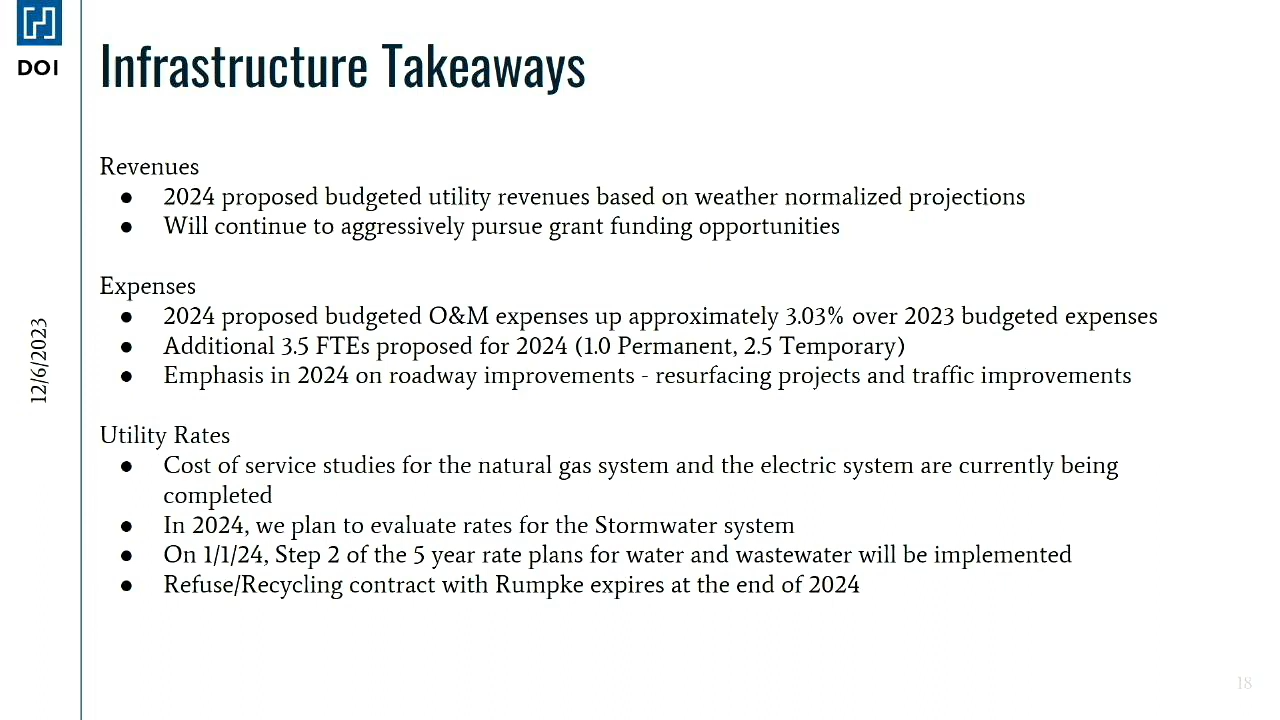 DOI
Infrastructure Takeaways
Revenues
● 2024 proposed budgeted utility revenues based on weather normalized projections
● Will continue to aggressively pursue grant funding opportunities
Expenses
● 2024 proposed budgeted O&M expenses up approximately 3.03% over 2023 budgeted expenses
● Additional 3.5 FTEs proposed for 2024 (1.0 Permanent, 2.5 Temporary)
● Emphasis in 2024 on roadway improvements - resurfacing projects and traffic improvements
Utility Rates
● Cost of service studies for the natural gas system and the electric system are currently being
completed
● In 2024, we plan to evaluate rates for the Stormwater system
● On 1/1/24, Step 2 of the 5 year rate plans for water and wastewater will be implemented
● Refuse/Recycling contract with Rumpke expires at the end of 2024
12/6/2023
18